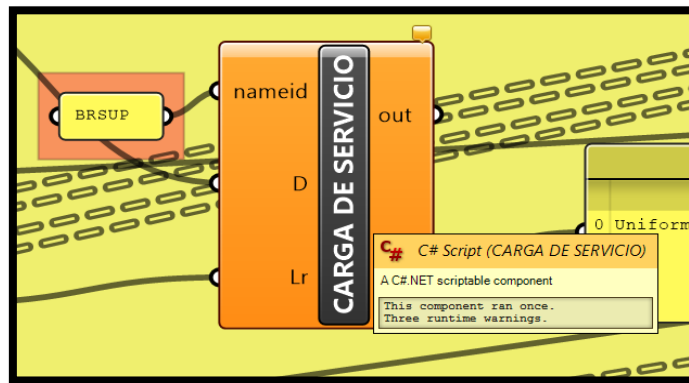 BRSUP
nameid
D
Lr
CARGA DE SERVICIO
out
0 Uniform
C# C# Script (CARGA DE SERVICIO)
A C#.NET scriptable component
This component ran once.
Three runtime warnings.